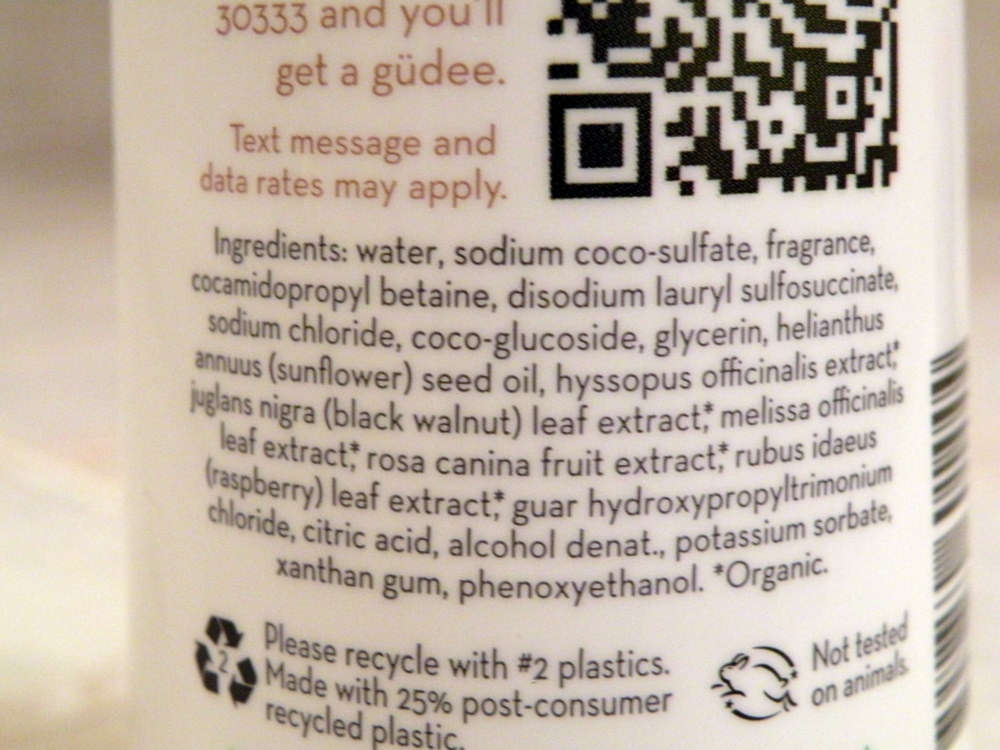 30333 and you'll
get a güdee.
Text message and
data rates may apply.
Ingredients: water, sodium coco-sulfate, fragrance,
cocamidopropyl betaine, disodium lauryl sulfosuccinate,
sodium chloride, coco-glucoside, glycerin, helianthus
annuus (sunflower) seed oil, hyssopus officinalis extract,*
juglans nigra (black walnut) leaf extract,* melissa officinalis
leaf extract,* rosa canina fruit extract,* rubus idaeus
(raspberry) leaf extract,* guar hydroxypropyltrimonium
chloride, citric acid, alcohol denat., potassium sorbate,
xanthan gum, phenoxyethanol. *Organic.
2
Please recycle with #2 plastics.
Made with 25% post-consumer
recycled plastic.
Not tested
on animals.